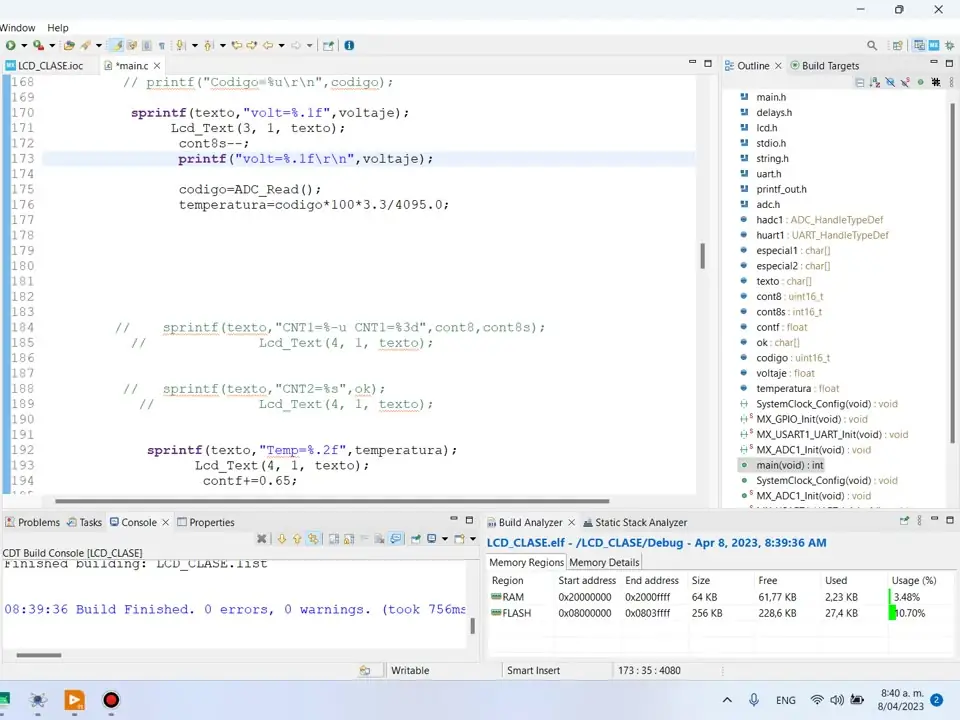 Window Help
LCD_CLASE.ioc *main.c
168 // printf("Codigo=%u\r\n",codigo);
169
170 sprintf(texto,"volt=%.1f",voltaje);
171 Lcd_Text(3, 1, texto);
172 cont8s--;
173 printf("volt=%.1f\r\n",voltaje);
174
175 codigo=ADC_Read();
176 temperatura=codigo*100*3.3/4095.0;
177
178
179
180
181
182
183
184 // sprintf(texto,"CNT1=%-u CNT1=%3d",cont8,cont8s);
185 // Lcd_Text(4, 1, texto);
186
187
188 // sprintf(texto,"CNT2=%s",ok);
189 // Lcd_Text(4, 1, texto);
190
191
192 sprintf(texto,"Temp=%.2f",temperatura);
193 Lcd_Text(4, 1, texto);
194 contf+=0.65;
Outline Build Targets
main.h
delays.h
lcd.h
stdio.h
string.h
uart.h
printf_out.h
adc.h
hadc1 : ADC_HandleTypeDef
huart1 : UART_HandleTypeDef
especial1 : char[]
especial2 : char[]
texto : char[]
cont8 : uint16_t
cont8s : int16_t
contf : float
ok : char[]
codigo : uint16_t
voltaje : float
temperatura : float
SystemClock_Config(void) : void
MX_GPIO_Init(void) : void
MX_USART1_UART_Init(void) : void
MX_ADC1_Init(void) : void
main(void) : int
SystemClock_Config(void) : void
MX_ADC1_Init(void) : void
Problems Tasks Console Properties
CDT Build Console [LCD_CLASE]
Finished building: LCD_CLASE.list
08:39:36 Build Finished. 0 errors, 0 warnings. (took 756ms
Build Analyzer Static Stack Analyzer
LCD_CLASE.elf - /LCD_CLASE/Debug - Apr 8, 2023, 8:39:36 AM
Memory Regions Memory Details
Region Start address End address Size Free Used Usage (%)
RAM 0x20000000 0x2000ffff 64 KB 61,77 KB 2,23 KB 3.48%
FLASH 0x08000000 0x0803ffff 256 KB 228,6 KB 27,4 KB 10.70%
Writable Smart Insert 173 : 35 : 4080
ENG 8:40 a. m.
8/04/2023 2